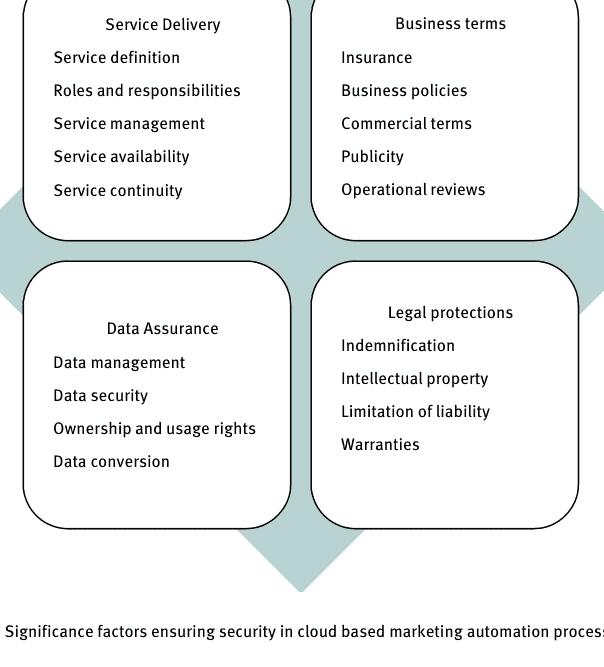 Service Delivery
Service definition
Roles and responsibilities
Service management
Service availability
Service continuity
Business terms
Insurance
Business policies
Commercial terms
Publicity
Operational reviews
Data Assurance
Data management
Data security
Ownership and usage rights
Data conversion
Legal protections
Indemnification
Intellectual property
Limitation of liability
Warranties
Significance factors ensuring security in cloud based marketing automation proces